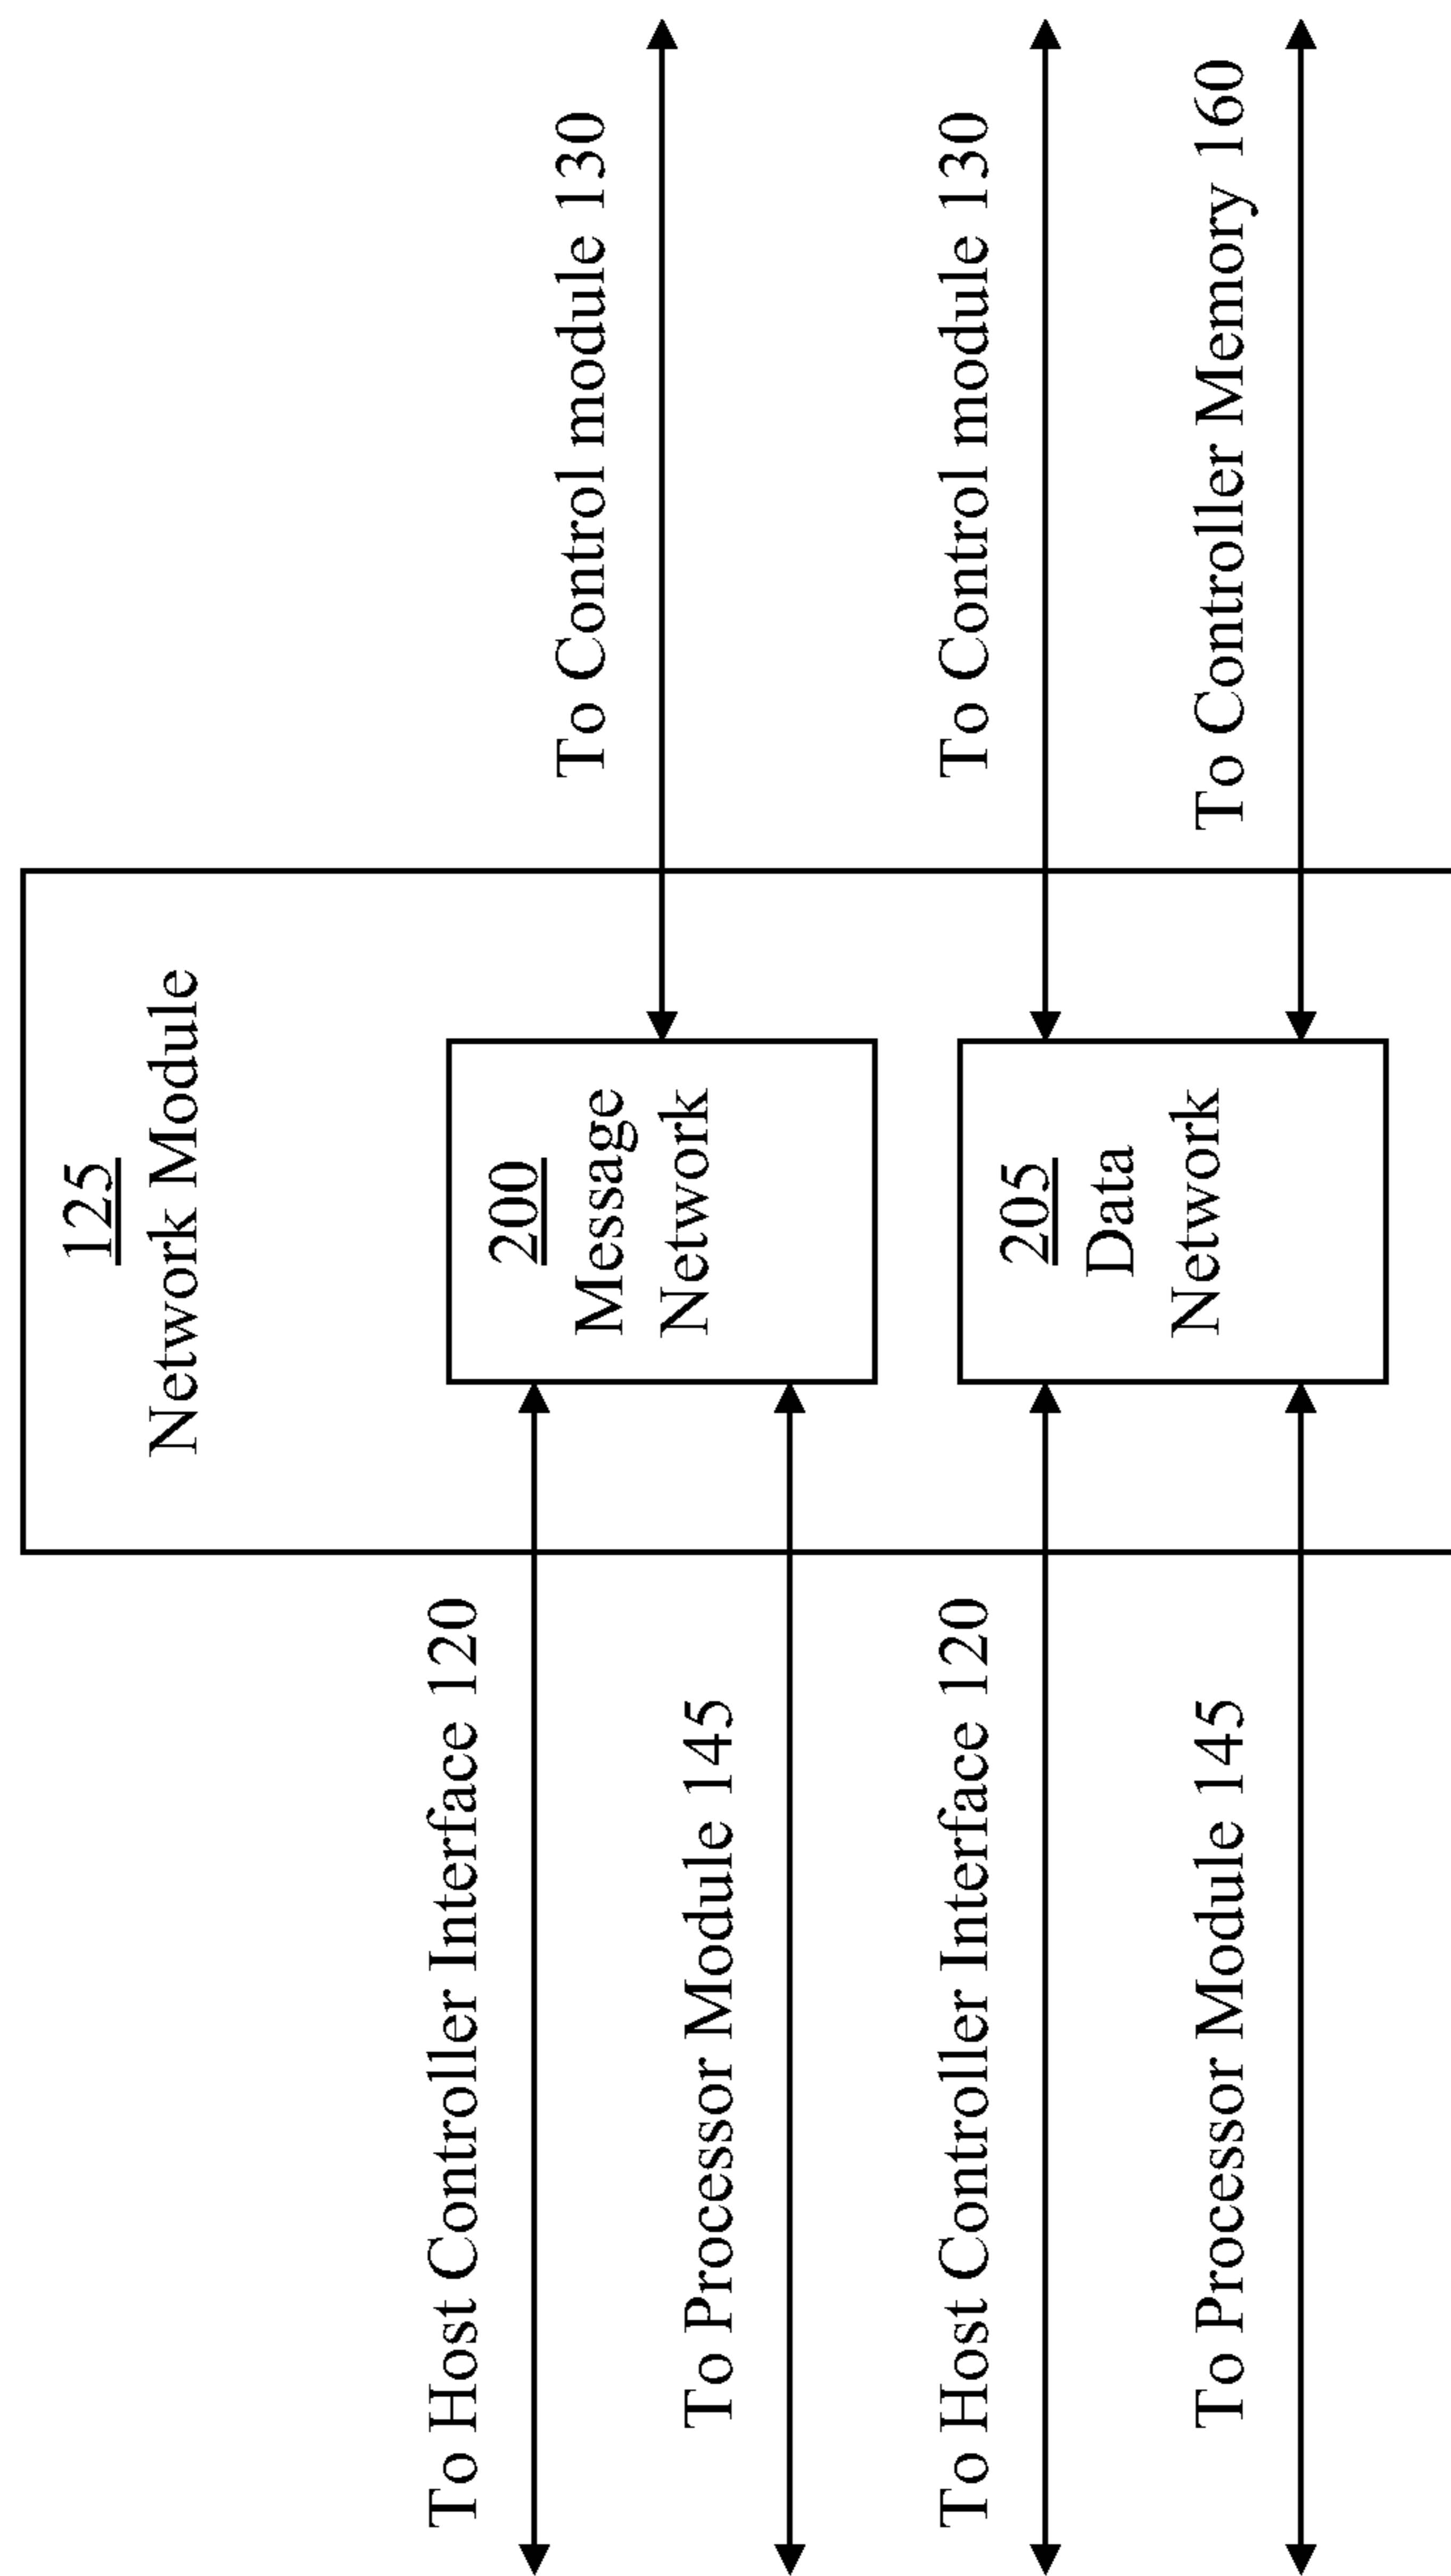 125
Network Module
To Host Controller Interface 120
200
Message
Network
To Control module 130
To Processor Module 145
To Host Controller Interface 120
205
Data
Network
To Control module 130
To Processor Module 145
To Controller Memory 160